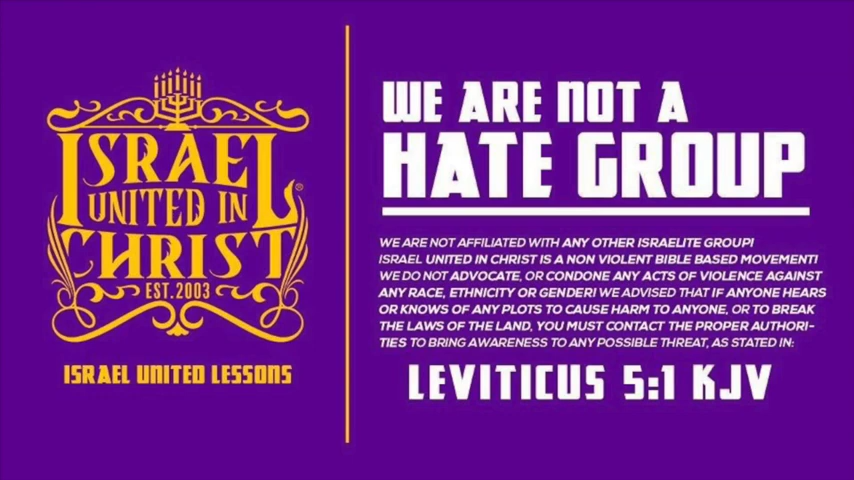 ISRAEL
UNITED IN
CHRIST
EST. 2003
ISRAEL UNITED LESSONS
WE ARE NOT A
HATE GROUP
WE ARE NOT AFFILIATED WITH ANY OTHER ISRAELITE GROUP!
ISRAEL UNITED IN CHRIST IS A NON VIOLENT BIBLE BASED MOVEMENT!
WE DO NOT ADVOCATE, OR CONDONE ANY ACTS OF VIOLENCE AGAINST
ANY RACE, ETHNICITY OR GENDER! WE ADVISED THAT IF ANYONE HEARS
OR KNOWS OF ANY PLOTS TO CAUSE HARM TO ANYONE, OR TO BREAK
THE LAWS OF THE LAND, YOU MUST CONTACT THE PROPER AUTHORI-
TIES TO BRING AWARENESS TO ANY POSSIBLE THREAT, AS STATED IN:
LEVITICUS 5:1 KJV